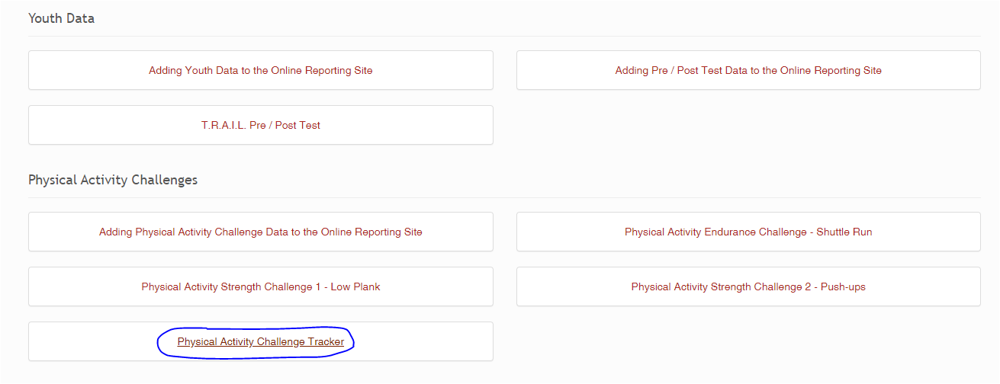 Youth Data
Adding Youth Data to the Online Reporting Site
Adding Pre / Post Test Data to the Online Reporting Site
T.R.A.I.L. Pre / Post Test
Physical Activity Challenges
Adding Physical Activity Challenge Data to the Online Reporting Site
Physical Activity Endurance Challenge - Shuttle Run
Physical Activity Strength Challenge 1 - Low Plank
Physical Activity Strength Challenge 2 - Push-ups
Physical Activity Challenge Tracker